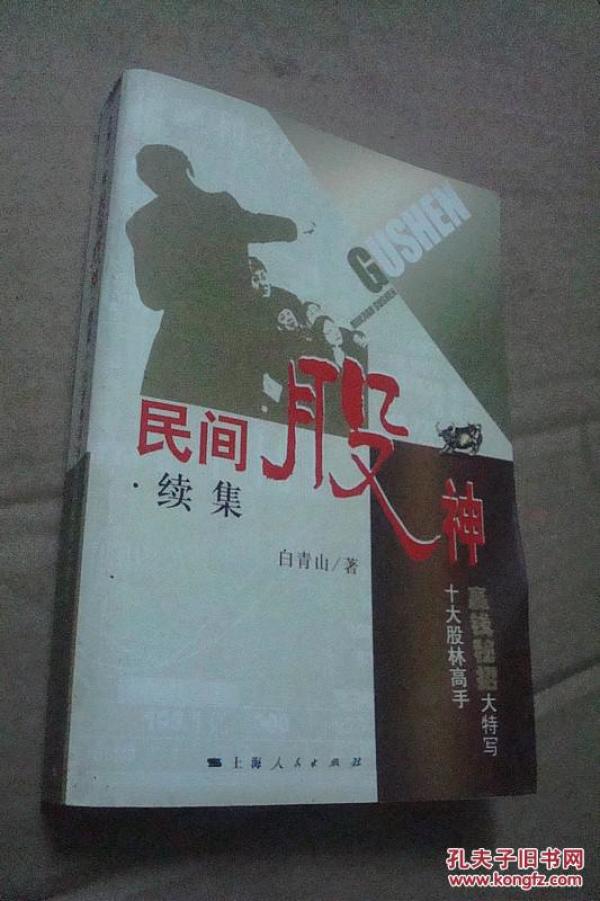 GUSHEN
MINJIAN GUSHEN
民间股神
·续集
白青山/著
十大股林高手
赢钱秘招大特写
上海人民出版社
孔夫子旧书网
www.kongfz.com